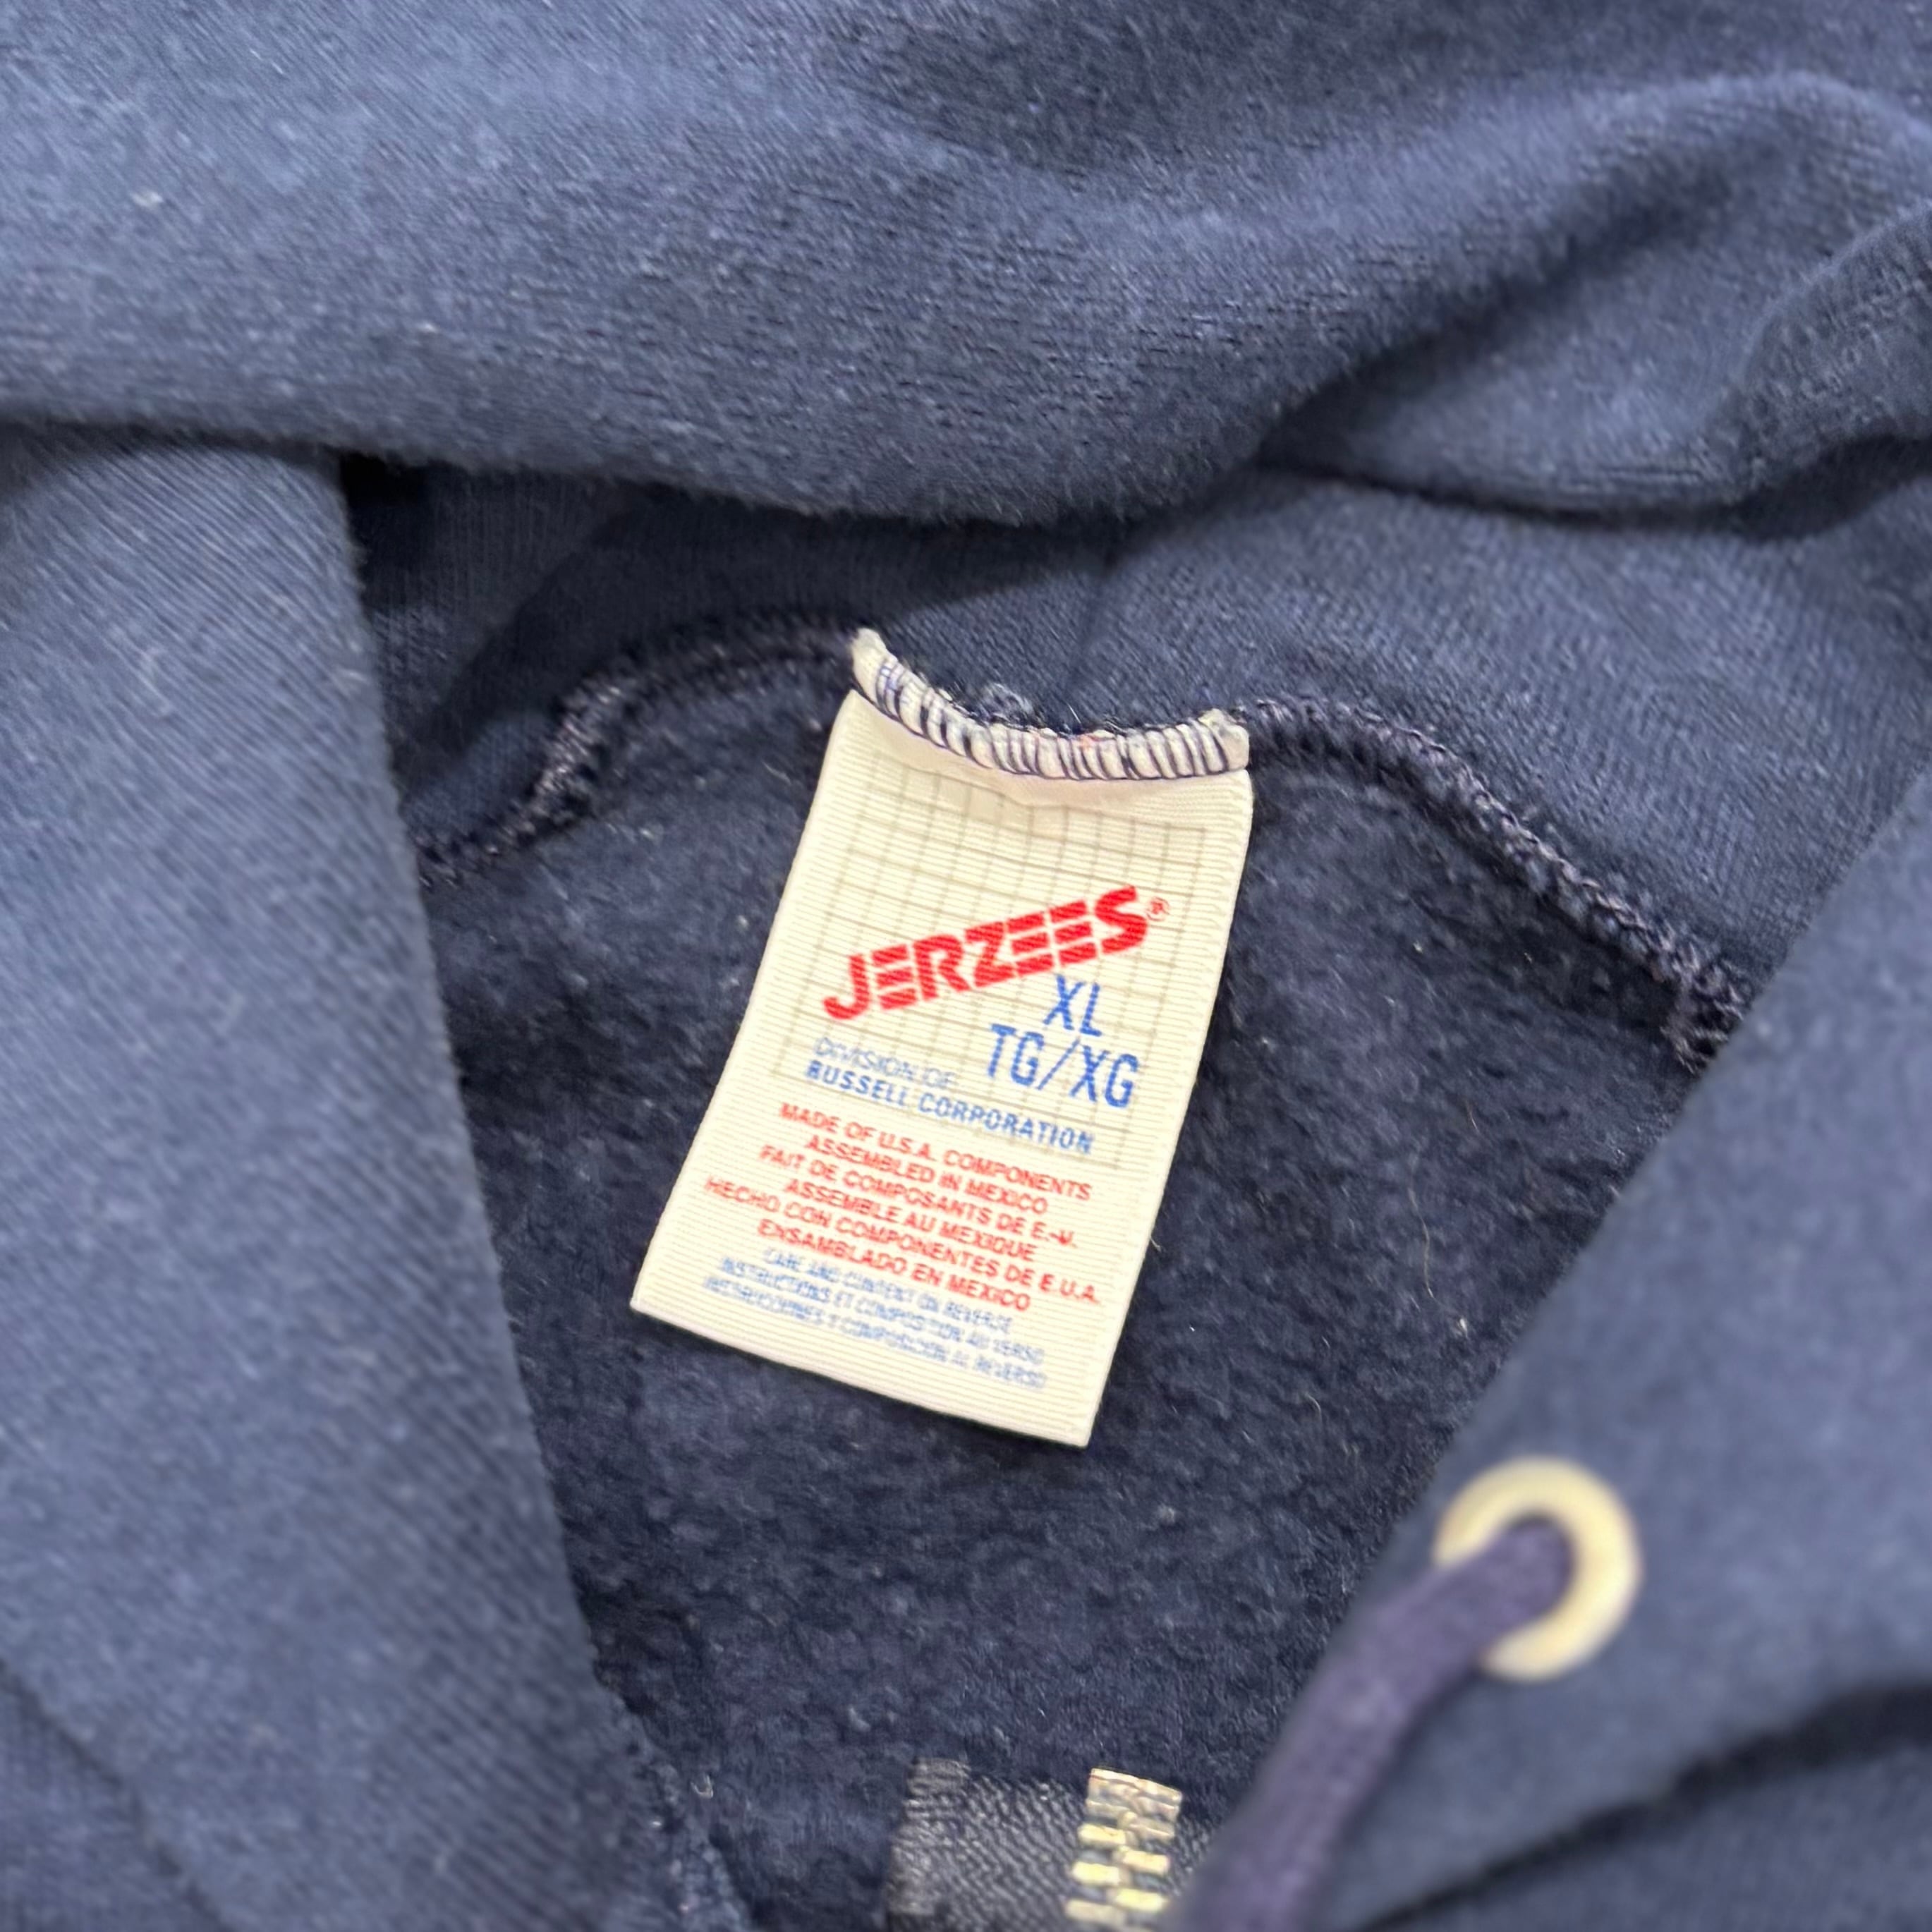 JERZEES®
XL
TG/XG
DIVISION OF
RUSSELL CORPORATION
MADE OF U.S.A. COMPONENTS
ASSEMBLED IN MEXICO
FAIT DE COMPOSANTS DE E.-U.
ASSEMBLE AU MEXIQUE
HECHO CON COMPONENTES DE E.U.A.
ENSAMBLADO EN MEXICO
CARE AND CONTENT ON REVERSE
INSTRUCTIONS ET COMPOSITION AU VERSO
INSTRUCCIONES Y COMPOSICION AL REVERSO